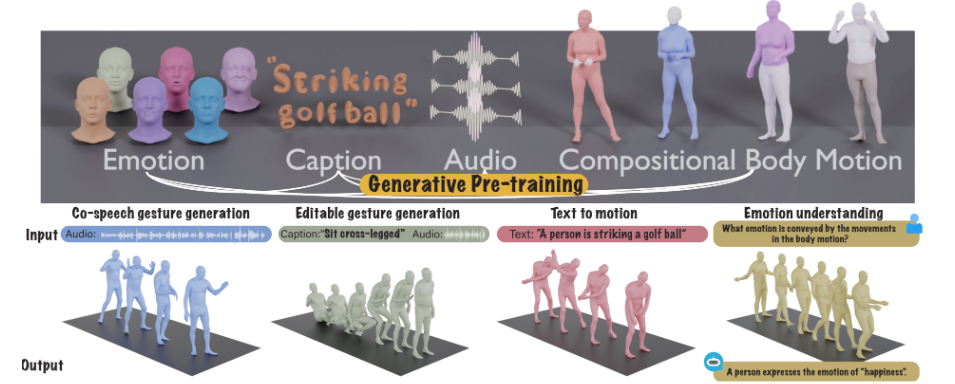 "Striking
golf ball"
Emotion Caption Audio Compositional Body Motion
Generative Pre-training
Co-speech gesture generation Editable gesture generation Text to motion Emotion understanding
Input Audio: Caption:"Sit cross-legged" Audio: Text: "A person is striking a golf ball" What emotion is conveyed by the movements
in the body motion?
Output
A person expresses the emotion of "happiness".